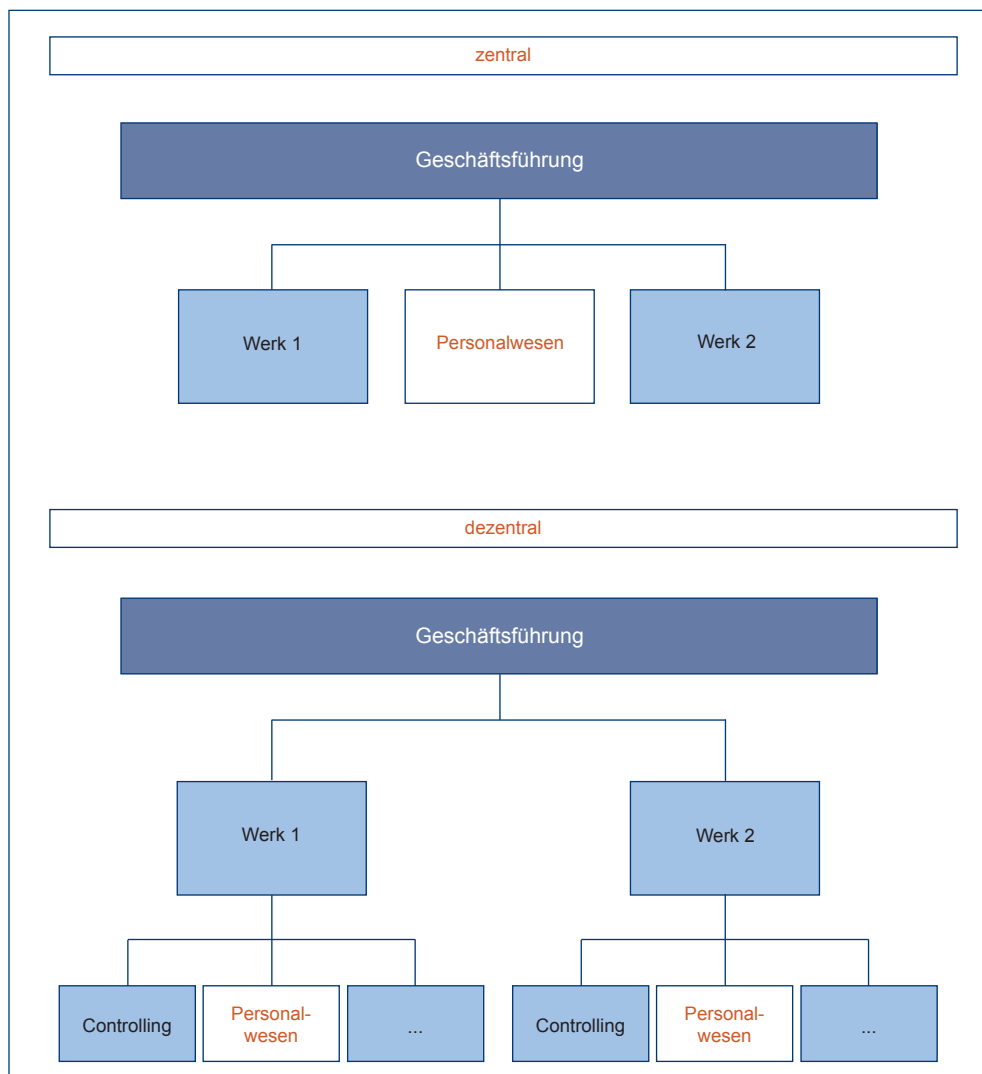 zentral
Geschäftsführung
Werk 1
Personalwesen
Werk 2
dezentral
Geschäftsführung
Werk 1
Werk 2
Controlling
Personal-
wesen
...
Controlling
Personal-
wesen
...